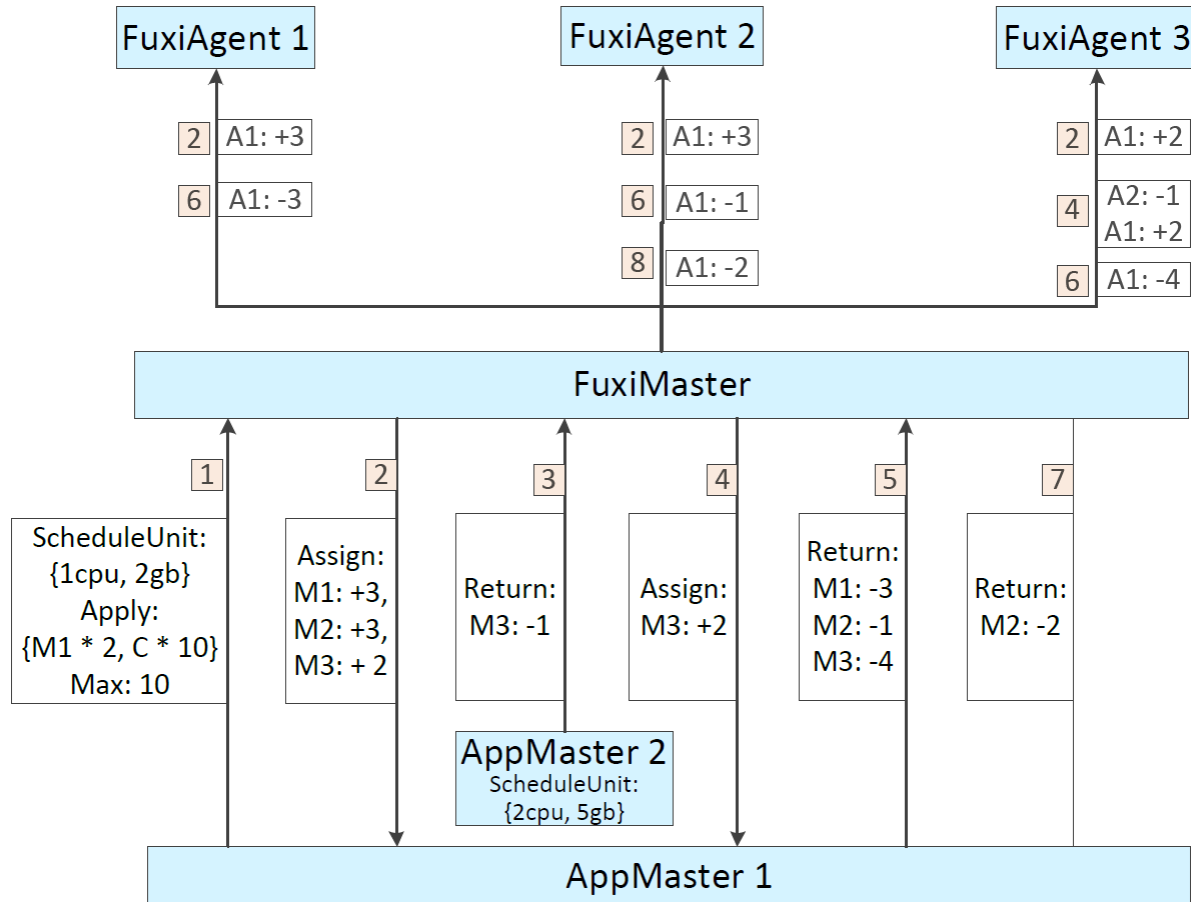 FuxiAgent 1
FuxiAgent 2
FuxiAgent 3
2
A1: +3
2
A1: +3
2
A1: +2
6
A1: -3
6
A1: -1
4
A2: -1
A1: +2
8
A1: -2
6
A1: -4
FuxiMaster
1
2
3
4
5
7
ScheduleUnit:
{1cpu, 2gb}
Apply:
{M1 * 2, C * 10}
Max: 10
Assign:
M1: +3,
M2: +3,
M3: + 2
Return:
M3: -1
Assign:
M3: +2
Return:
M1: -3
M2: -1
M3: -4
Return:
M2: -2
AppMaster 2
ScheduleUnit:
{2cpu, 5gb}
AppMaster 1